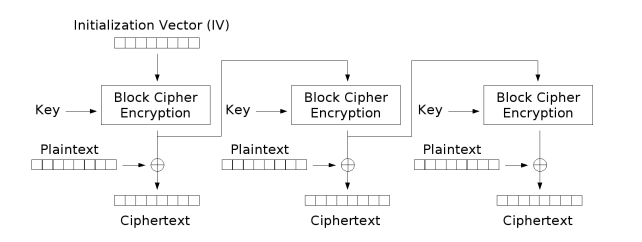 Initialization Vector (IV)
Block Cipher
Encryption
Block Cipher
Encryption
Block Cipher
Encryption
Key
Key
Key
Plaintext
Plaintext
Plaintext
Ciphertext
Ciphertext
Ciphertext